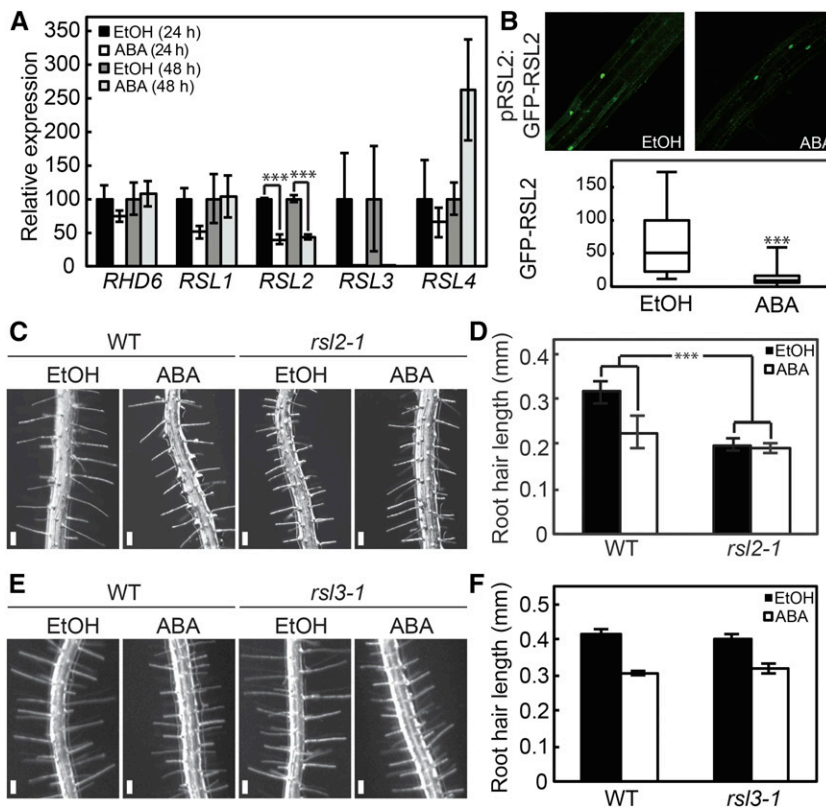 A
Relative expression
350
300
250
200
150
100
50
0
EtOH (24 h)
ABA (24 h)
EtOH (48 h)
ABA (48 h)
*** ***
RHD6 RSL1 RSL2 RSL3 RSL4
B
pRSL2:
GFP-RSL2
EtOH ABA
GFP-RSL2
150
100
50
0
***
EtOH ABA
C
WT rsl2-1
EtOH ABA EtOH ABA
D
Root hair length (mm)
0.4
0.3
0.2
0.1
0
EtOH
ABA
***
WT rsl2-1
E
WT rsl3-1
EtOH ABA EtOH ABA
F
Root hair length (mm)
0.5
0.4
0.3
0.2
0.1
0
EtOH
ABA
WT rsl3-1